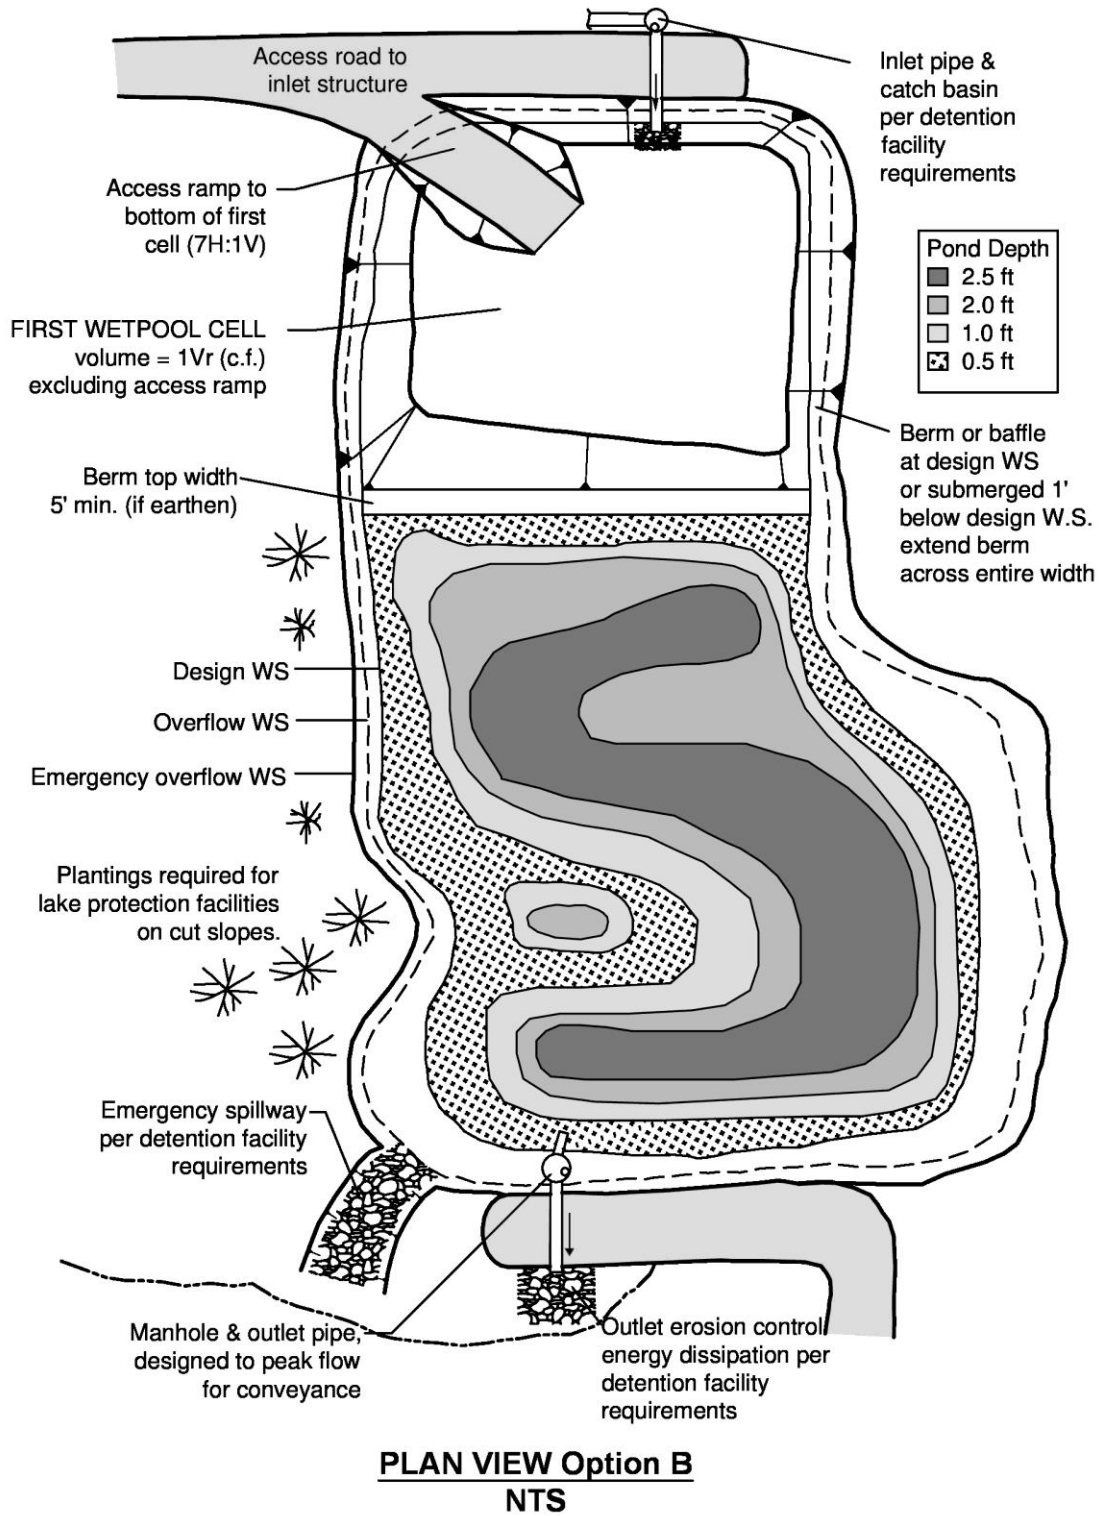 Access road to
inlet structure
Inlet pipe &
catch basin
per detention
facility
requirements
Access ramp to
bottom of first
cell (7H:1V)
Pond Depth
2.5 ft
2.0 ft
1.0 ft
0.5 ft
FIRST WETPOOL CELL
volume = 1Vr (c.f.)
excluding access ramp
Berm or baffle
at design WS
or submerged 1'
below design W.S.
extend berm
across entire width
Berm top width
5' min. (if earthen)
Design WS
Overflow WS
Emergency overflow WS
Plantings required for
lake protection facilities
on cut slopes.
Emergency spillway
per detention facility
requirements
Manhole & outlet pipe,
designed to peak flow
for conveyance
Outlet erosion control
energy dissipation per
detention facility
requirements
PLAN VIEW Option B
NTS